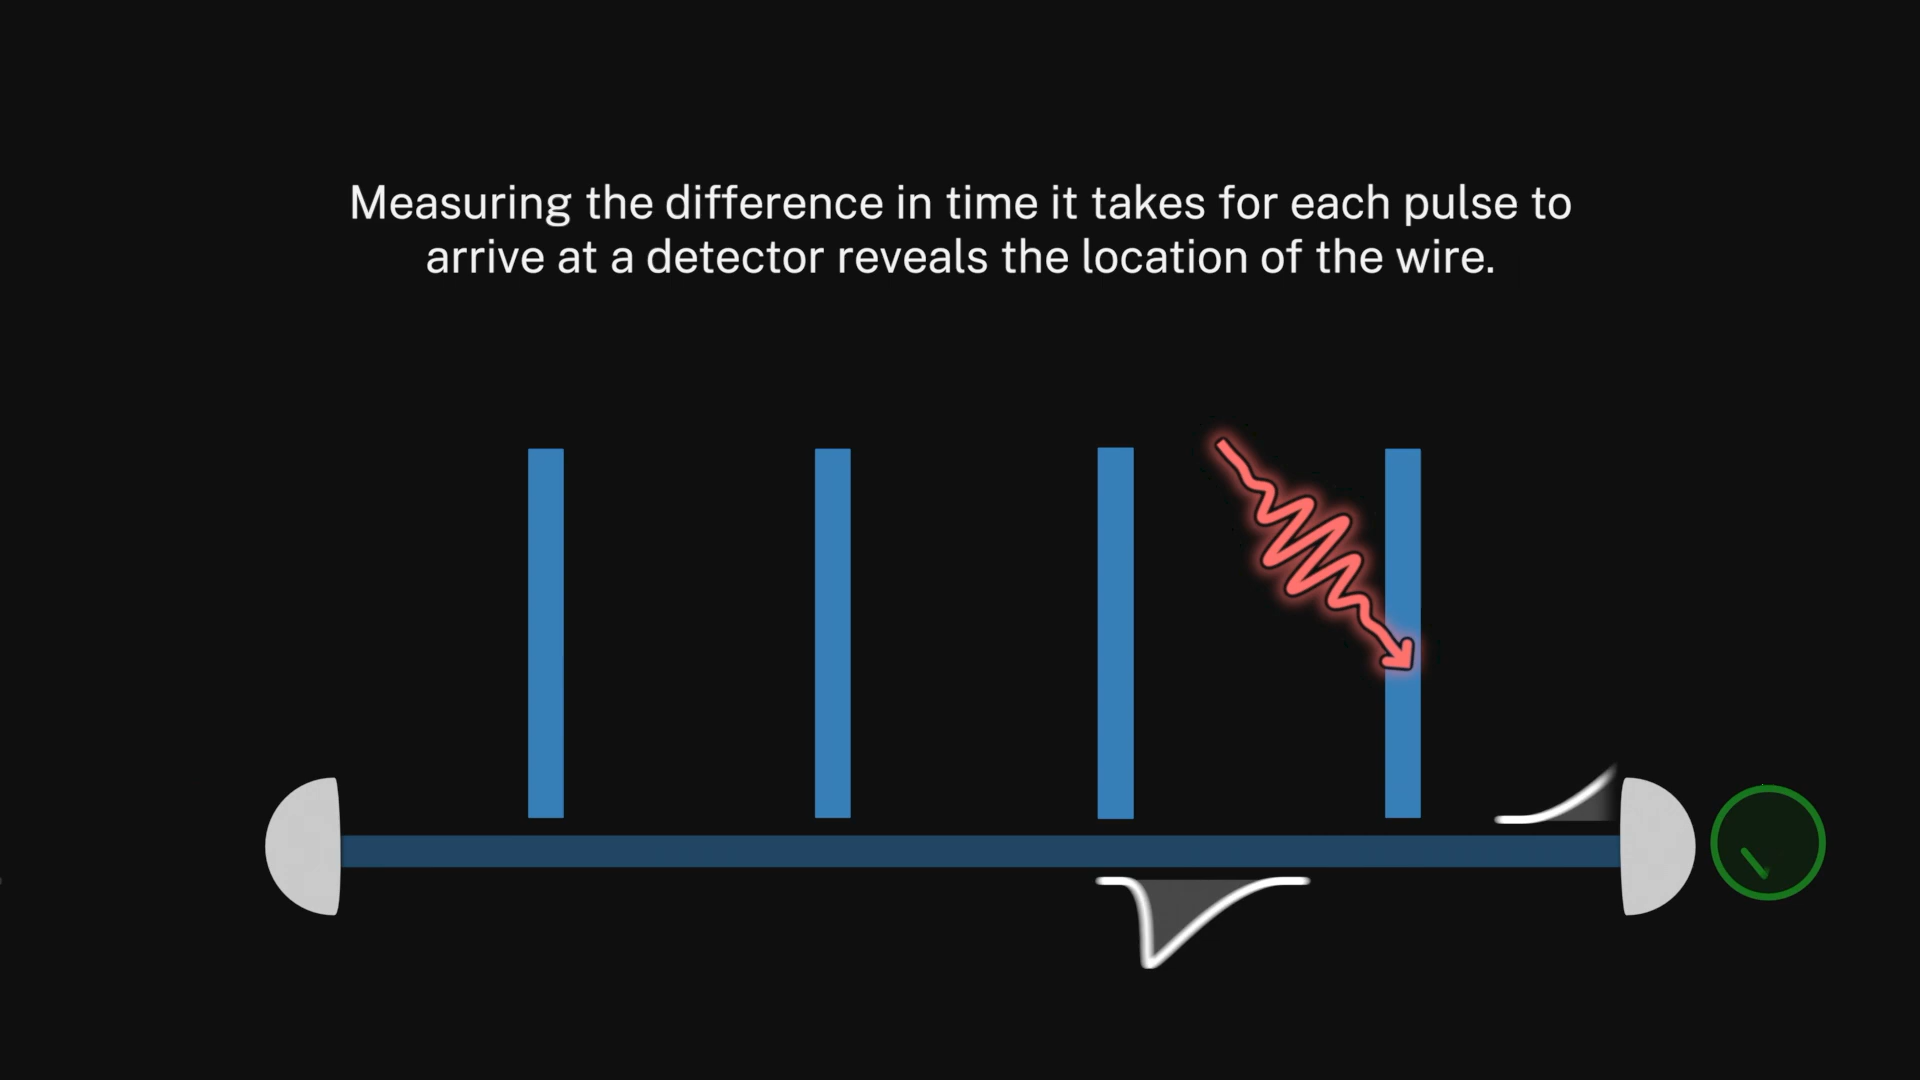 Measuring the difference in time it takes for each pulse to
arrive at a detector reveals the location of the wire.